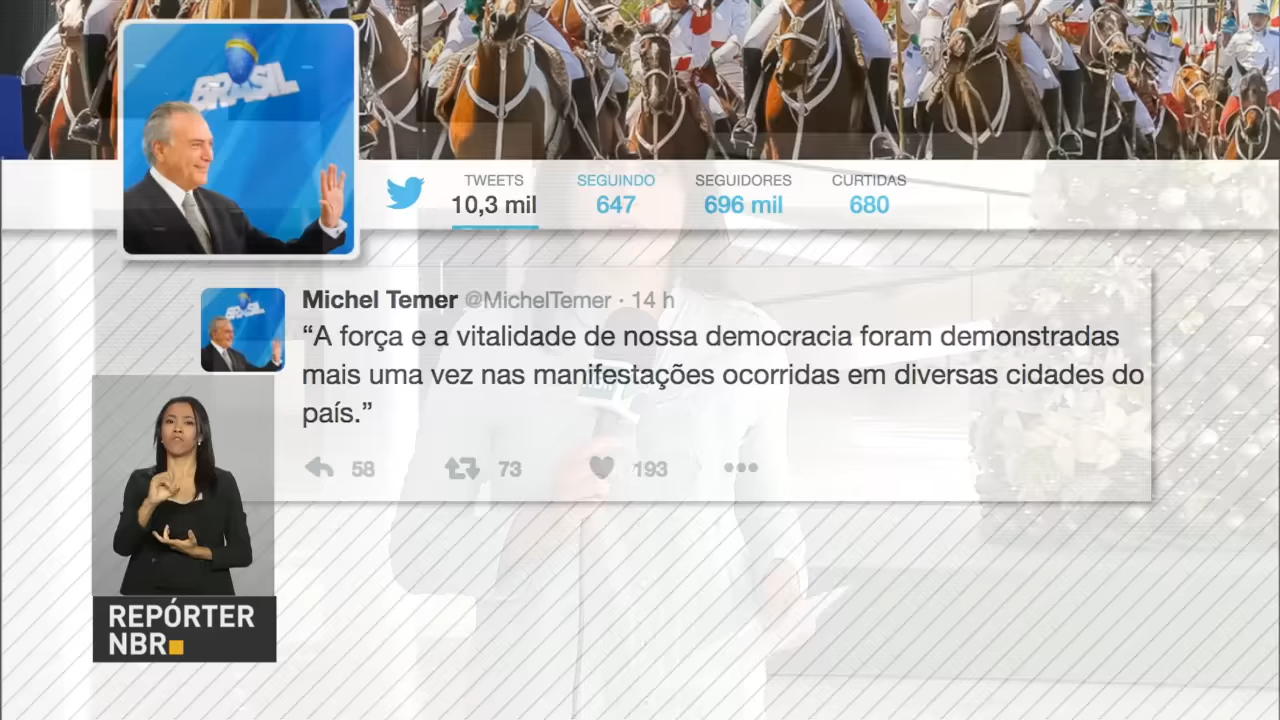 BRASIL
TWEETS SEGUINDO SEGUIDORES CURTIDAS
10,3 mil 647 696 mil 680
BRASIL
Michel Temer @MichelTemer · 14 h
“A força e a vitalidade de nossa democracia foram demonstradas
mais uma vez nas manifestações ocorridas em diversas cidades do
país.”
58 73 193
REPÓRTER
NBR